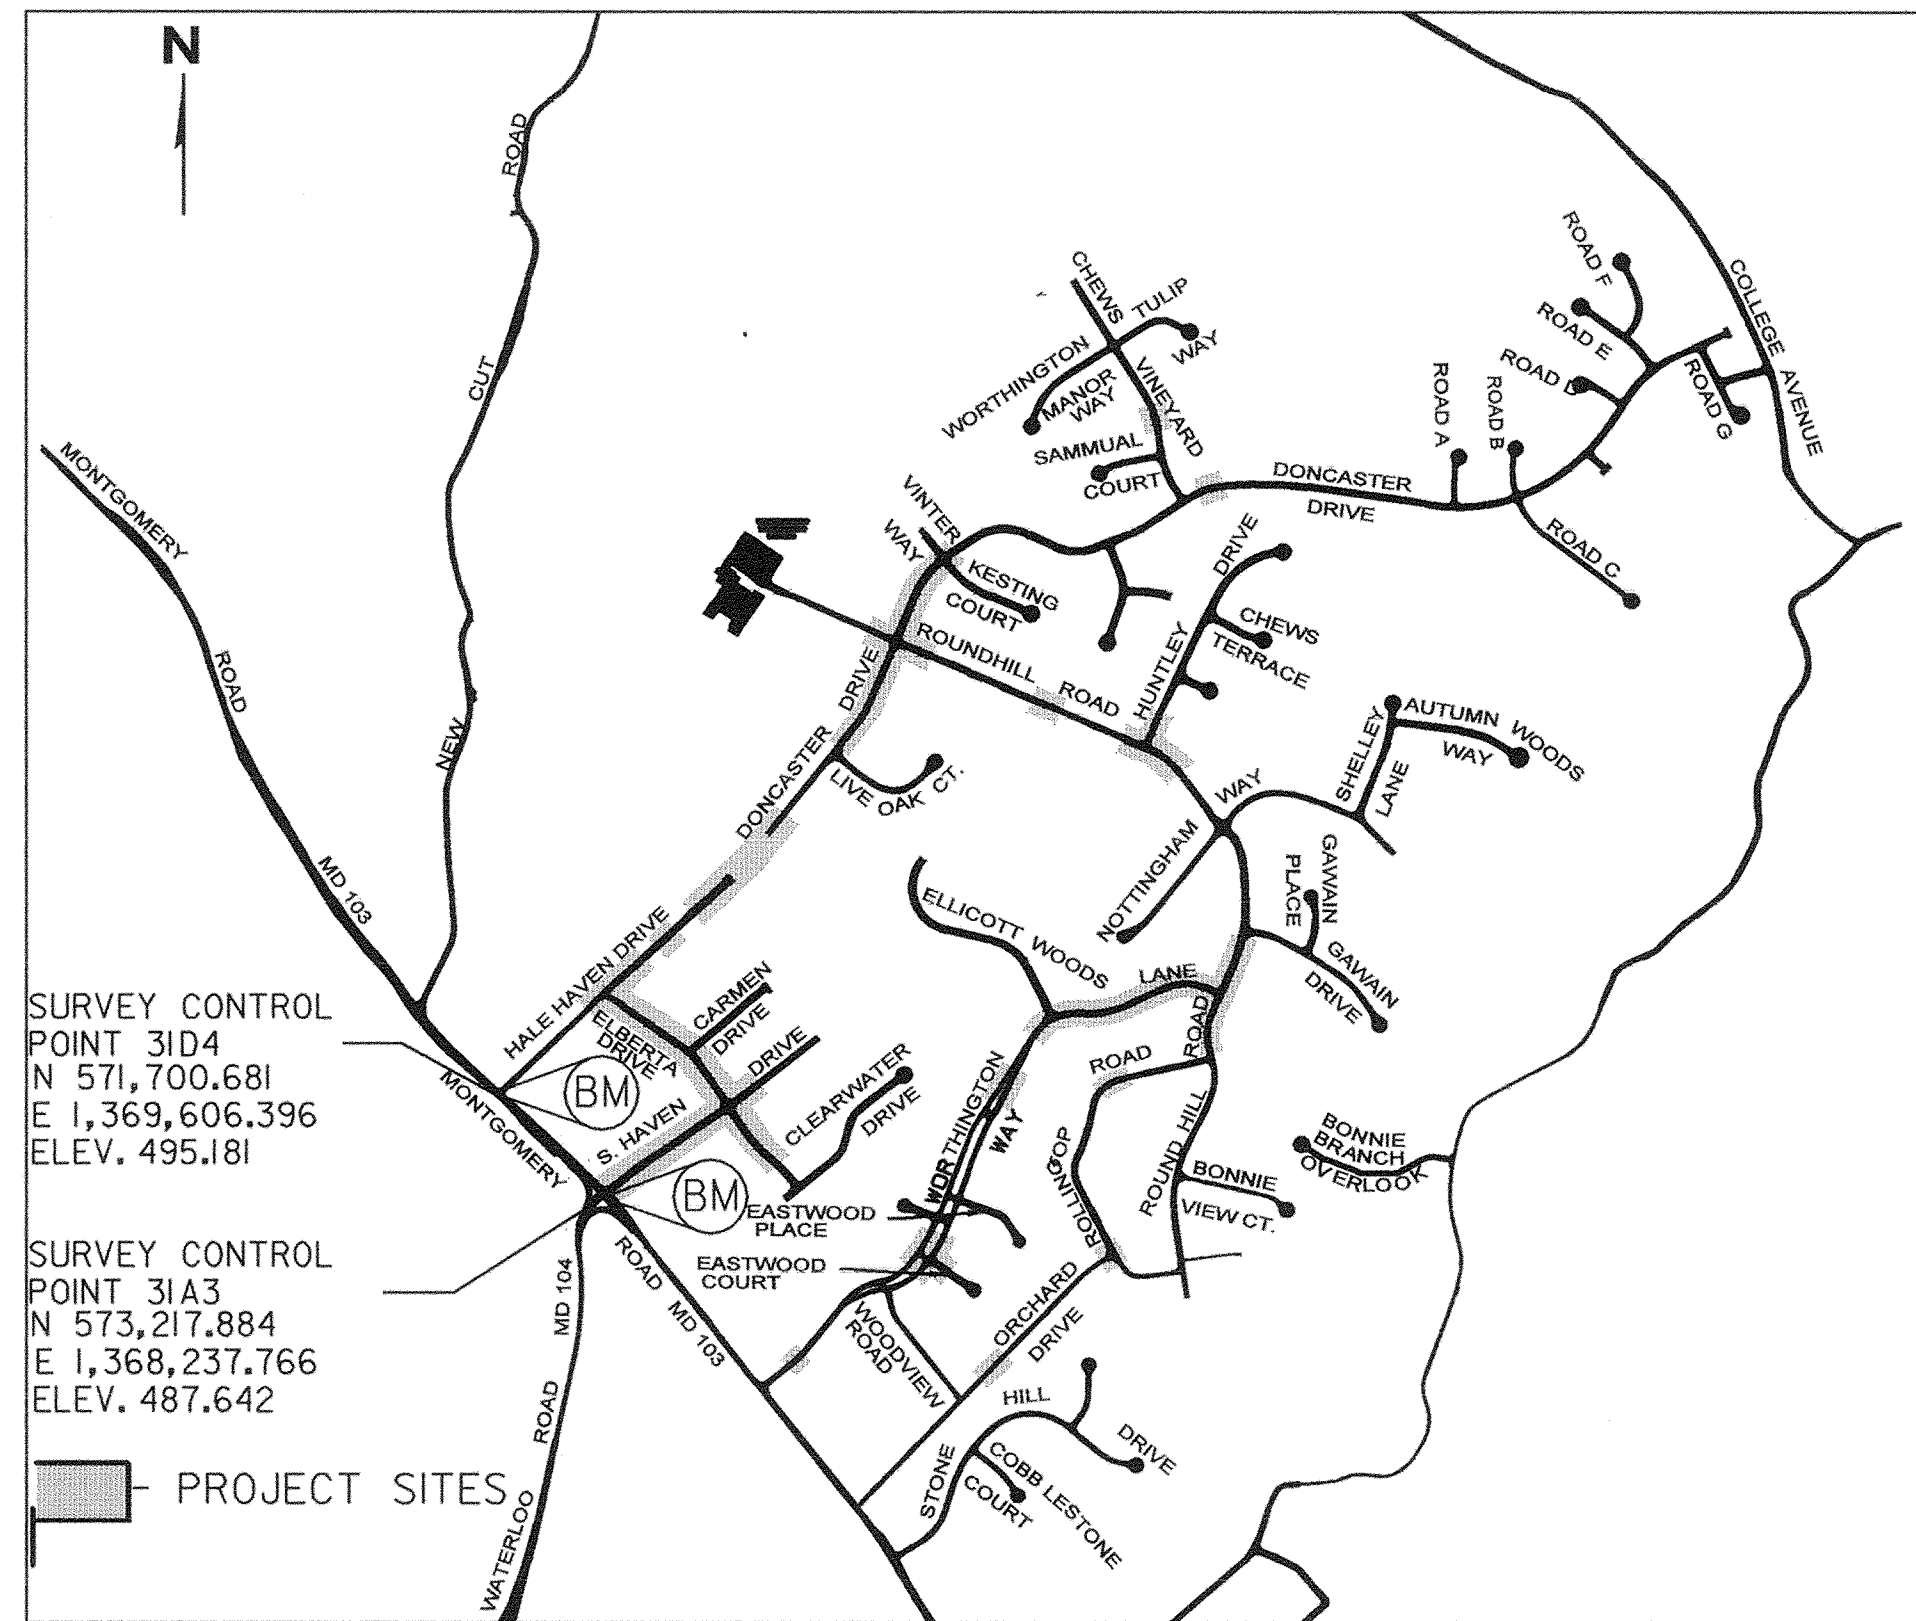 N
ROAD
CUT
NEW
MONTGOMERY
ROAD
MD 103
COLLEGE
AVENUE
ROAD F
ROAD E
ROAD D
ROAD G
ROAD A
ROAD B
ROAD C
CHEWS
VINEYARD
TULIP
WAY
WORTHINGTON
MANOR
WAY
SAMMUAL
COURT
DONCASTER
DRIVE
VINTER
WAY
KESTING
COURT
DRIVE
HUNTLEY
CHEWS
TERRACE
ROUNDHILL
ROAD
DRIVE
DONCASTER
LIVE OAK CT.
SHELLEY
LANE
AUTUMN WOODS
WAY
WAY
NOTTINGHAM
GAWAIN
PLACE
GAWAIN
DRIVE
ELLICOTT WOODS
LANE
HALE HAVEN DRIVE
ELBERTA
DRIVE
CARMEN
DRIVE
DRIVE
S. HAVEN
CLEARWATER
DRIVE
SURVEY CONTROL
POINT 31D4
N 571,700.681
E 1,369,606.396
ELEV. 495.181
BM
MONTGOMERY
BM
WORTHINGTON
WAY
ROAD
ROLLING
TOP
ROAD
ROUND HILL
BONNIE
VIEW CT.
BONNIE
BRANCH
OVERLOOK
EASTWOOD
PLACE
EASTWOOD
COURT
SURVEY CONTROL
POINT 31A3
N 573,217.884
E 1,368,237.766
ELEV. 487.642
MD 104
ROAD
WATERLOO
ROAD
MD 103
WOODVIEW
ROAD
ORCHARD
DRIVE
HILL
DRIVE
STONE
COBB LESTONE
COURT
- PROJECT SITES